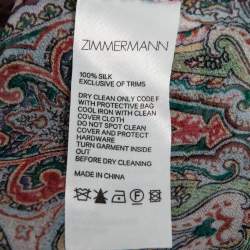 ZIMMERMANN
100% SILK
EXCLUSIVE OF TRIMS
DRY CLEAN ONLY CODE F
WITH PROTECTIVE BAG
COOL IRON WITH CLEAN
COVER CLOTH
DO NOT SPOT CLEAN
COVER AND PROTECT
HARDWARE
TURN GARMENT INSIDE
OUT
BEFORE DRY CLEANING
MADE IN CHINA